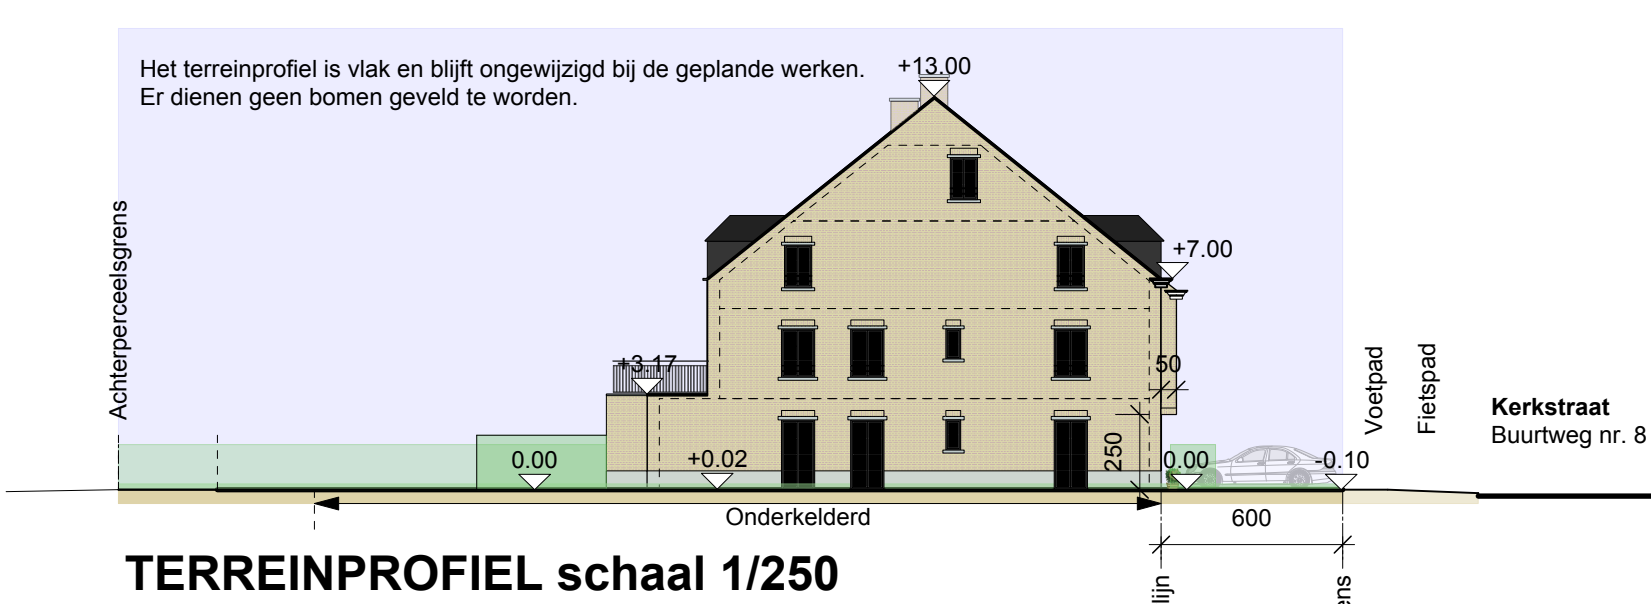 Het terreinprofiel is vlak en blijft ongewijzigd bij de geplande werken.
Er dienen geen bomen geveld te worden.
+13.00
Achterperceelsgrens
+7.00
+3.17
50
Voetpad
Fietspad
Kerkstraat
Buurtweg nr. 8
250
0.00
+0.02
0.00
-0.10
Onderkelderd
600
TERREINPROFIEL schaal 1/250
lijn
ens